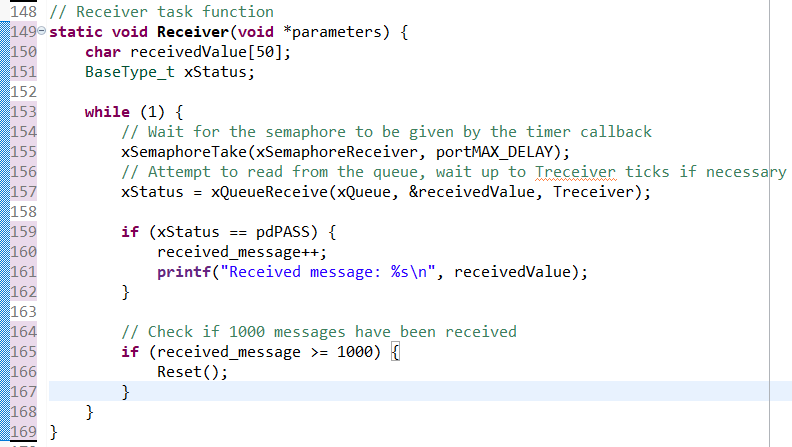 148 // Receiver task function
149 static void Receiver(void *parameters) {
150     char receivedValue[50];
151     BaseType_t xStatus;
152
153     while (1) {
154         // Wait for the semaphore to be given by the timer callback
155         xSemaphoreTake(xSemaphoreReceiver, portMAX_DELAY);
156         // Attempt to read from the queue, wait up to Treceiver ticks if necessary
157         xStatus = xQueueReceive(xQueue, &receivedValue, Treceiver);
158
159         if (xStatus == pdPASS) {
160             received_message++;
161             printf("Received message: %s\n", receivedValue);
162         }
163
164         // Check if 1000 messages have been received
165         if (received_message >= 1000) {
166             Reset();
167         }
168     }
169 }